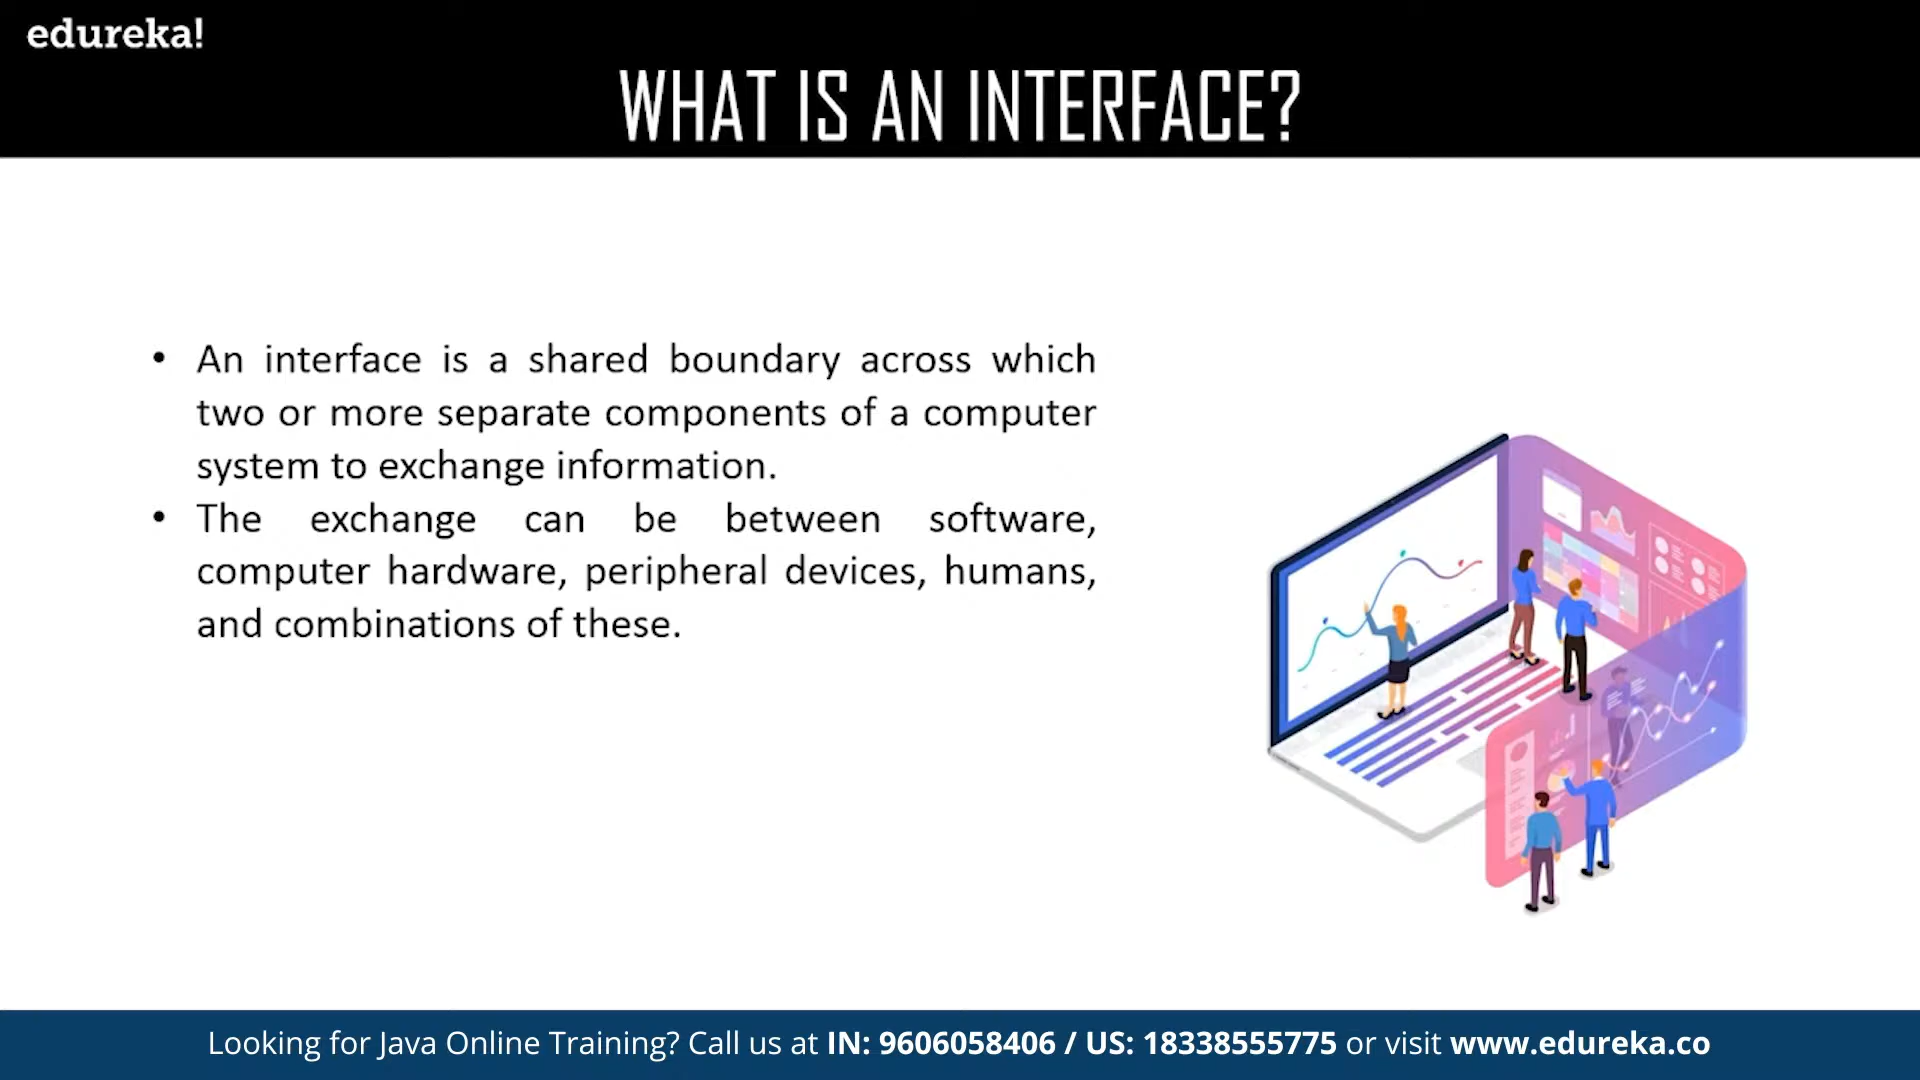 edureka!
WHAT IS AN INTERFACE?
• An interface is a shared boundary across which
two or more separate components of a computer
system to exchange information.
• The exchange can be between software,
computer hardware, peripheral devices, humans,
and combinations of these.
Looking for Java Online Training? Call us at IN: 9606058406 / US: 18338555775 or visit www.edureka.co